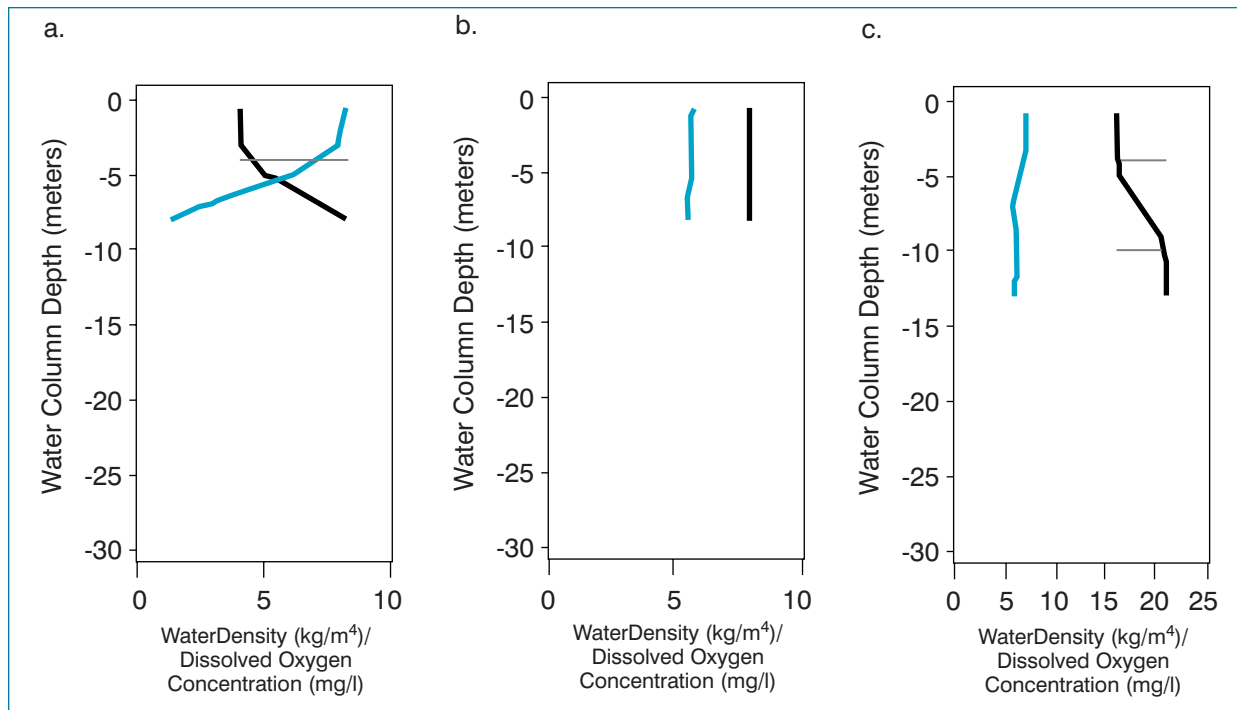 a.
0
-5
-10
-15
-20
-25
-30
Water Column Depth (meters)
0 5 10
WaterDensity (kg/m⁴)/
Dissolved Oxygen
Concentration (mg/l)
b.
0
-5
-10
-15
-20
-25
-30
Water Column Depth (meters)
0 5 10
WaterDensity (kg/m⁴)/
Dissolved Oxygen
Concentration (mg/l)
c.
0
-5
-10
-15
-20
-25
-30
Water Column Depth (meters)
0 5 10 15 20 25
WaterDensity (kg/m⁴)/
Dissolved Oxygen
Concentration (mg/l)